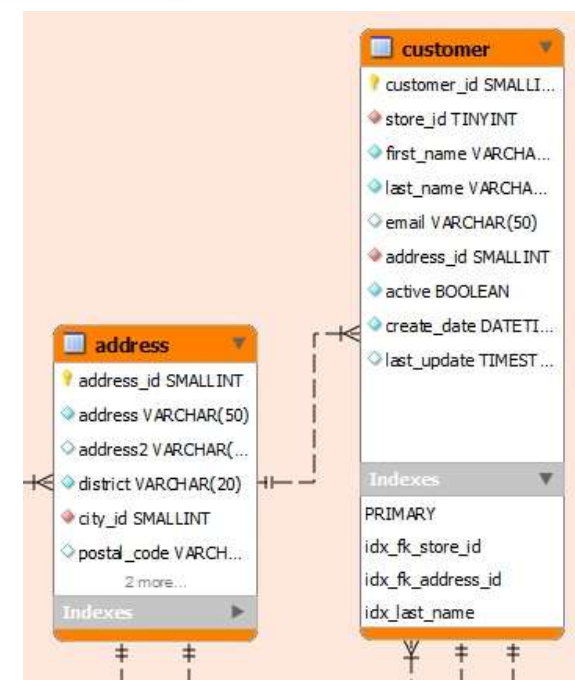 customer
customer_id SMALLI...
store_id TINYINT
first_name VARCHA...
last_name VARCHA...
email VARCHAR(50)
address_id SMALLINT
active BOOLEAN
create_date DATETI...
last_update TIMEST...
Indexes
PRIMARY
idx_fk_store_id
idx_fk_address_id
idx_last_name
address
address_id SMALLINT
address VARCHAR(50)
address2 VARCHAR(...
district VARCHAR(20)
city_id SMALLINT
postal_code VARCH...
2 more...
Indexes